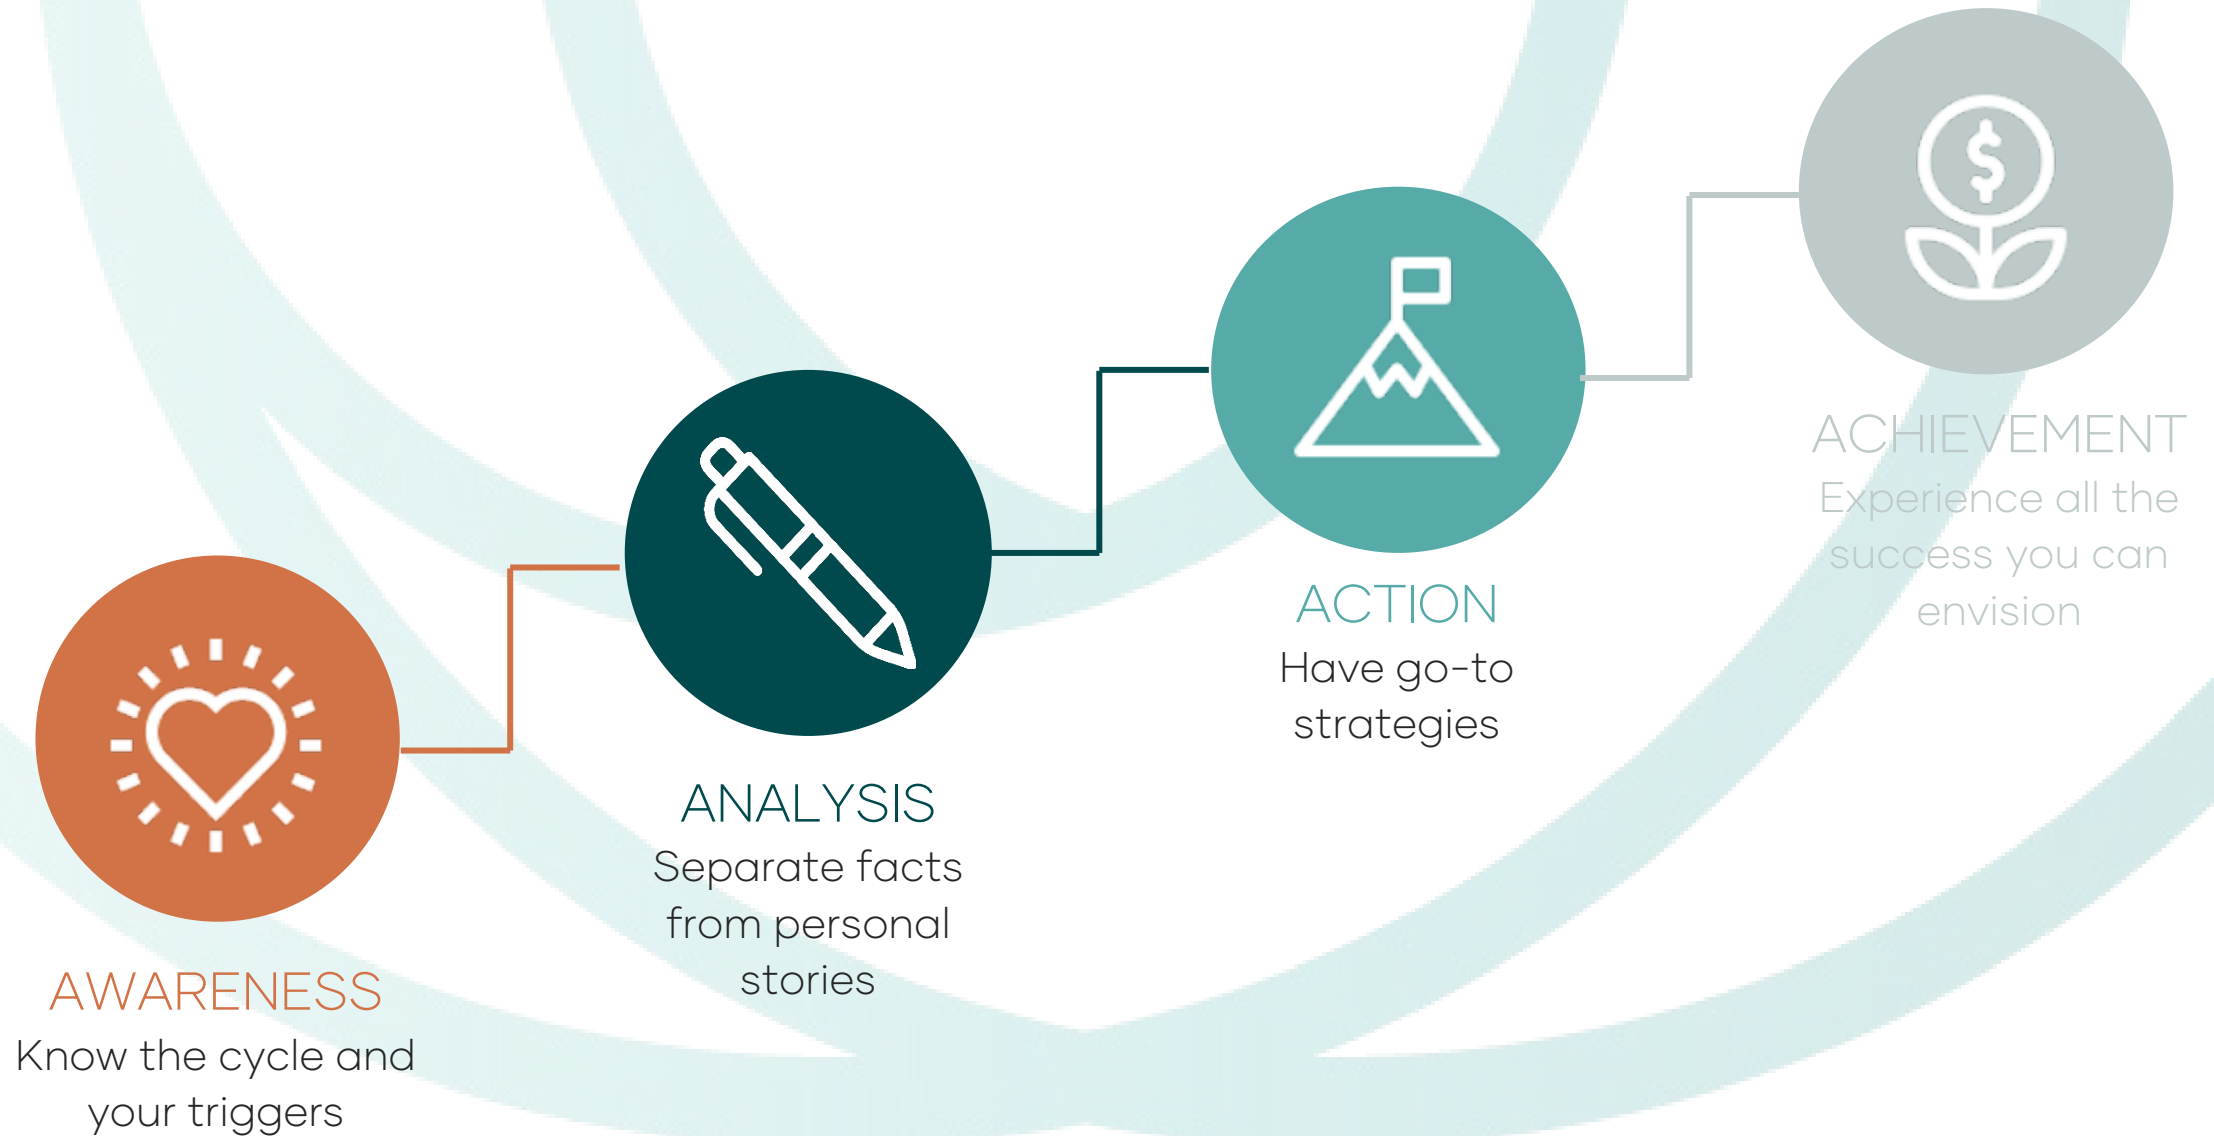 AWARENESS
Know the cycle and
your triggers
ANALYSIS
Separate facts
from personal
stories
ACTION
Have go-to
strategies
$
ACHIEVEMENT
Experience all the
success you can
envision